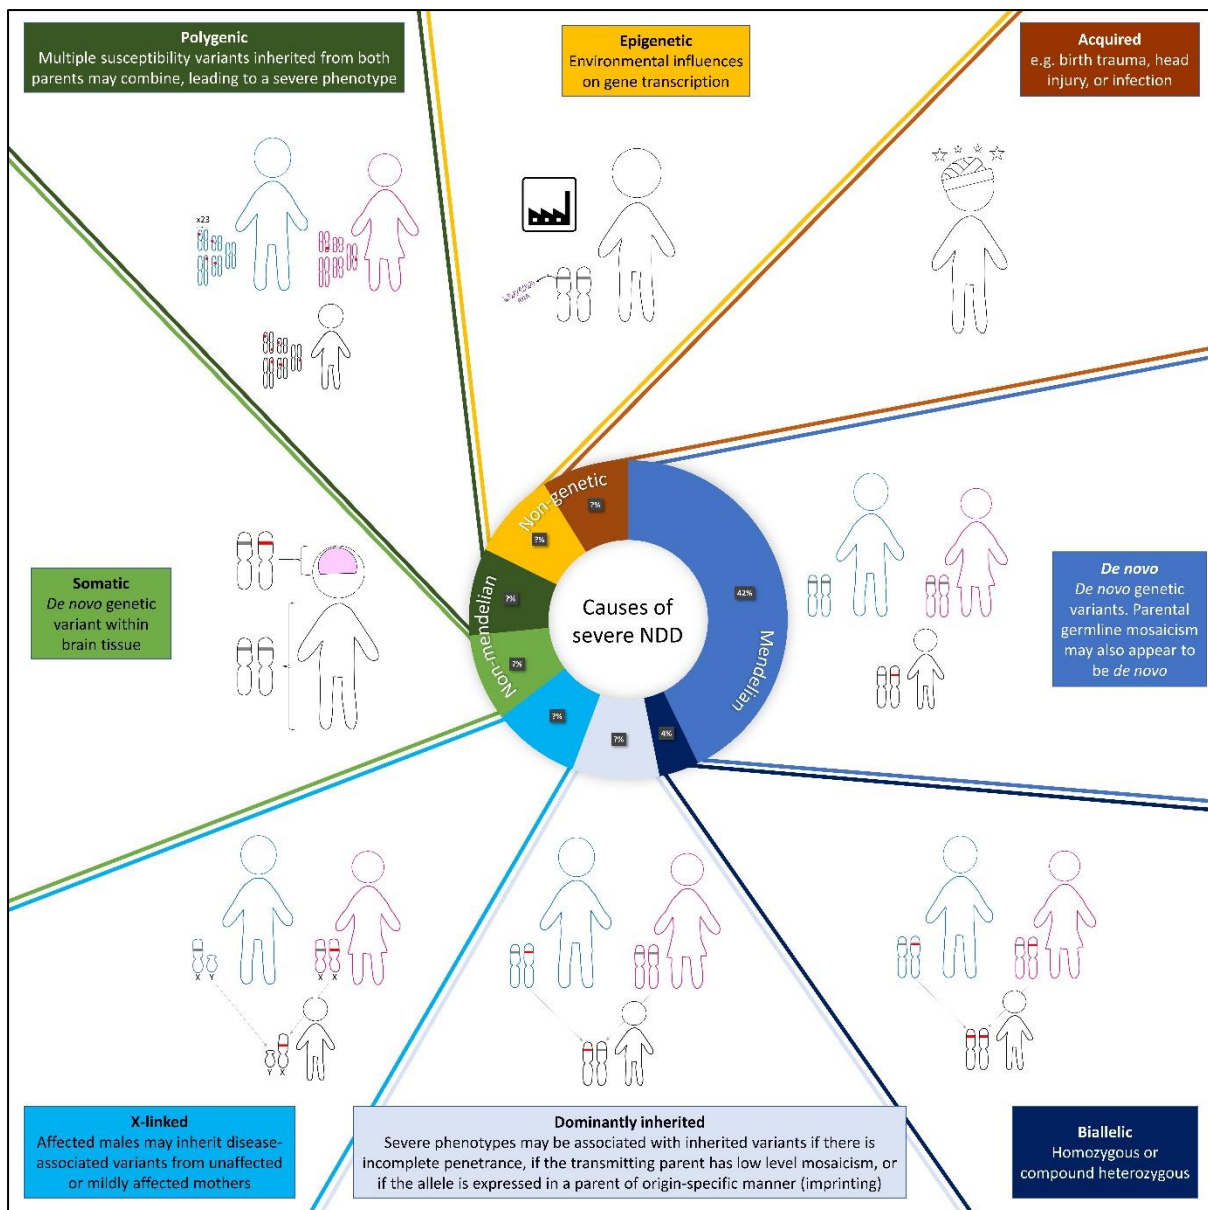 Polygenic
Multiple susceptibility variants inherited from both
parents may combine, leading to a severe phenotype
Epigenetic
Environmental influences
on gene transcription
Acquired
e.g. birth trauma, head
injury, or infection
x23
RNA
Non-genetic
?%
?%
Non-mendelian
?%
?%
Causes of
severe NDD
42%
Mendelian
?%
?%
4%
Somatic
De novo genetic
variant within
brain tissue
De novo
De novo genetic
variants. Parental
germline mosaicism
may also appear to
be de novo
X Y
X X
Y X
X-linked
Affected males may inherit disease-
associated variants from unaffected
or mildly affected mothers
Dominantly inherited
Severe phenotypes may be associated with inherited variants if there is
incomplete penetrance, if the transmitting parent has low level mosaicism, or
if the allele is expressed in a parent of origin-specific manner (imprinting)
Biallelic
Homozygous or
compound heterozygous